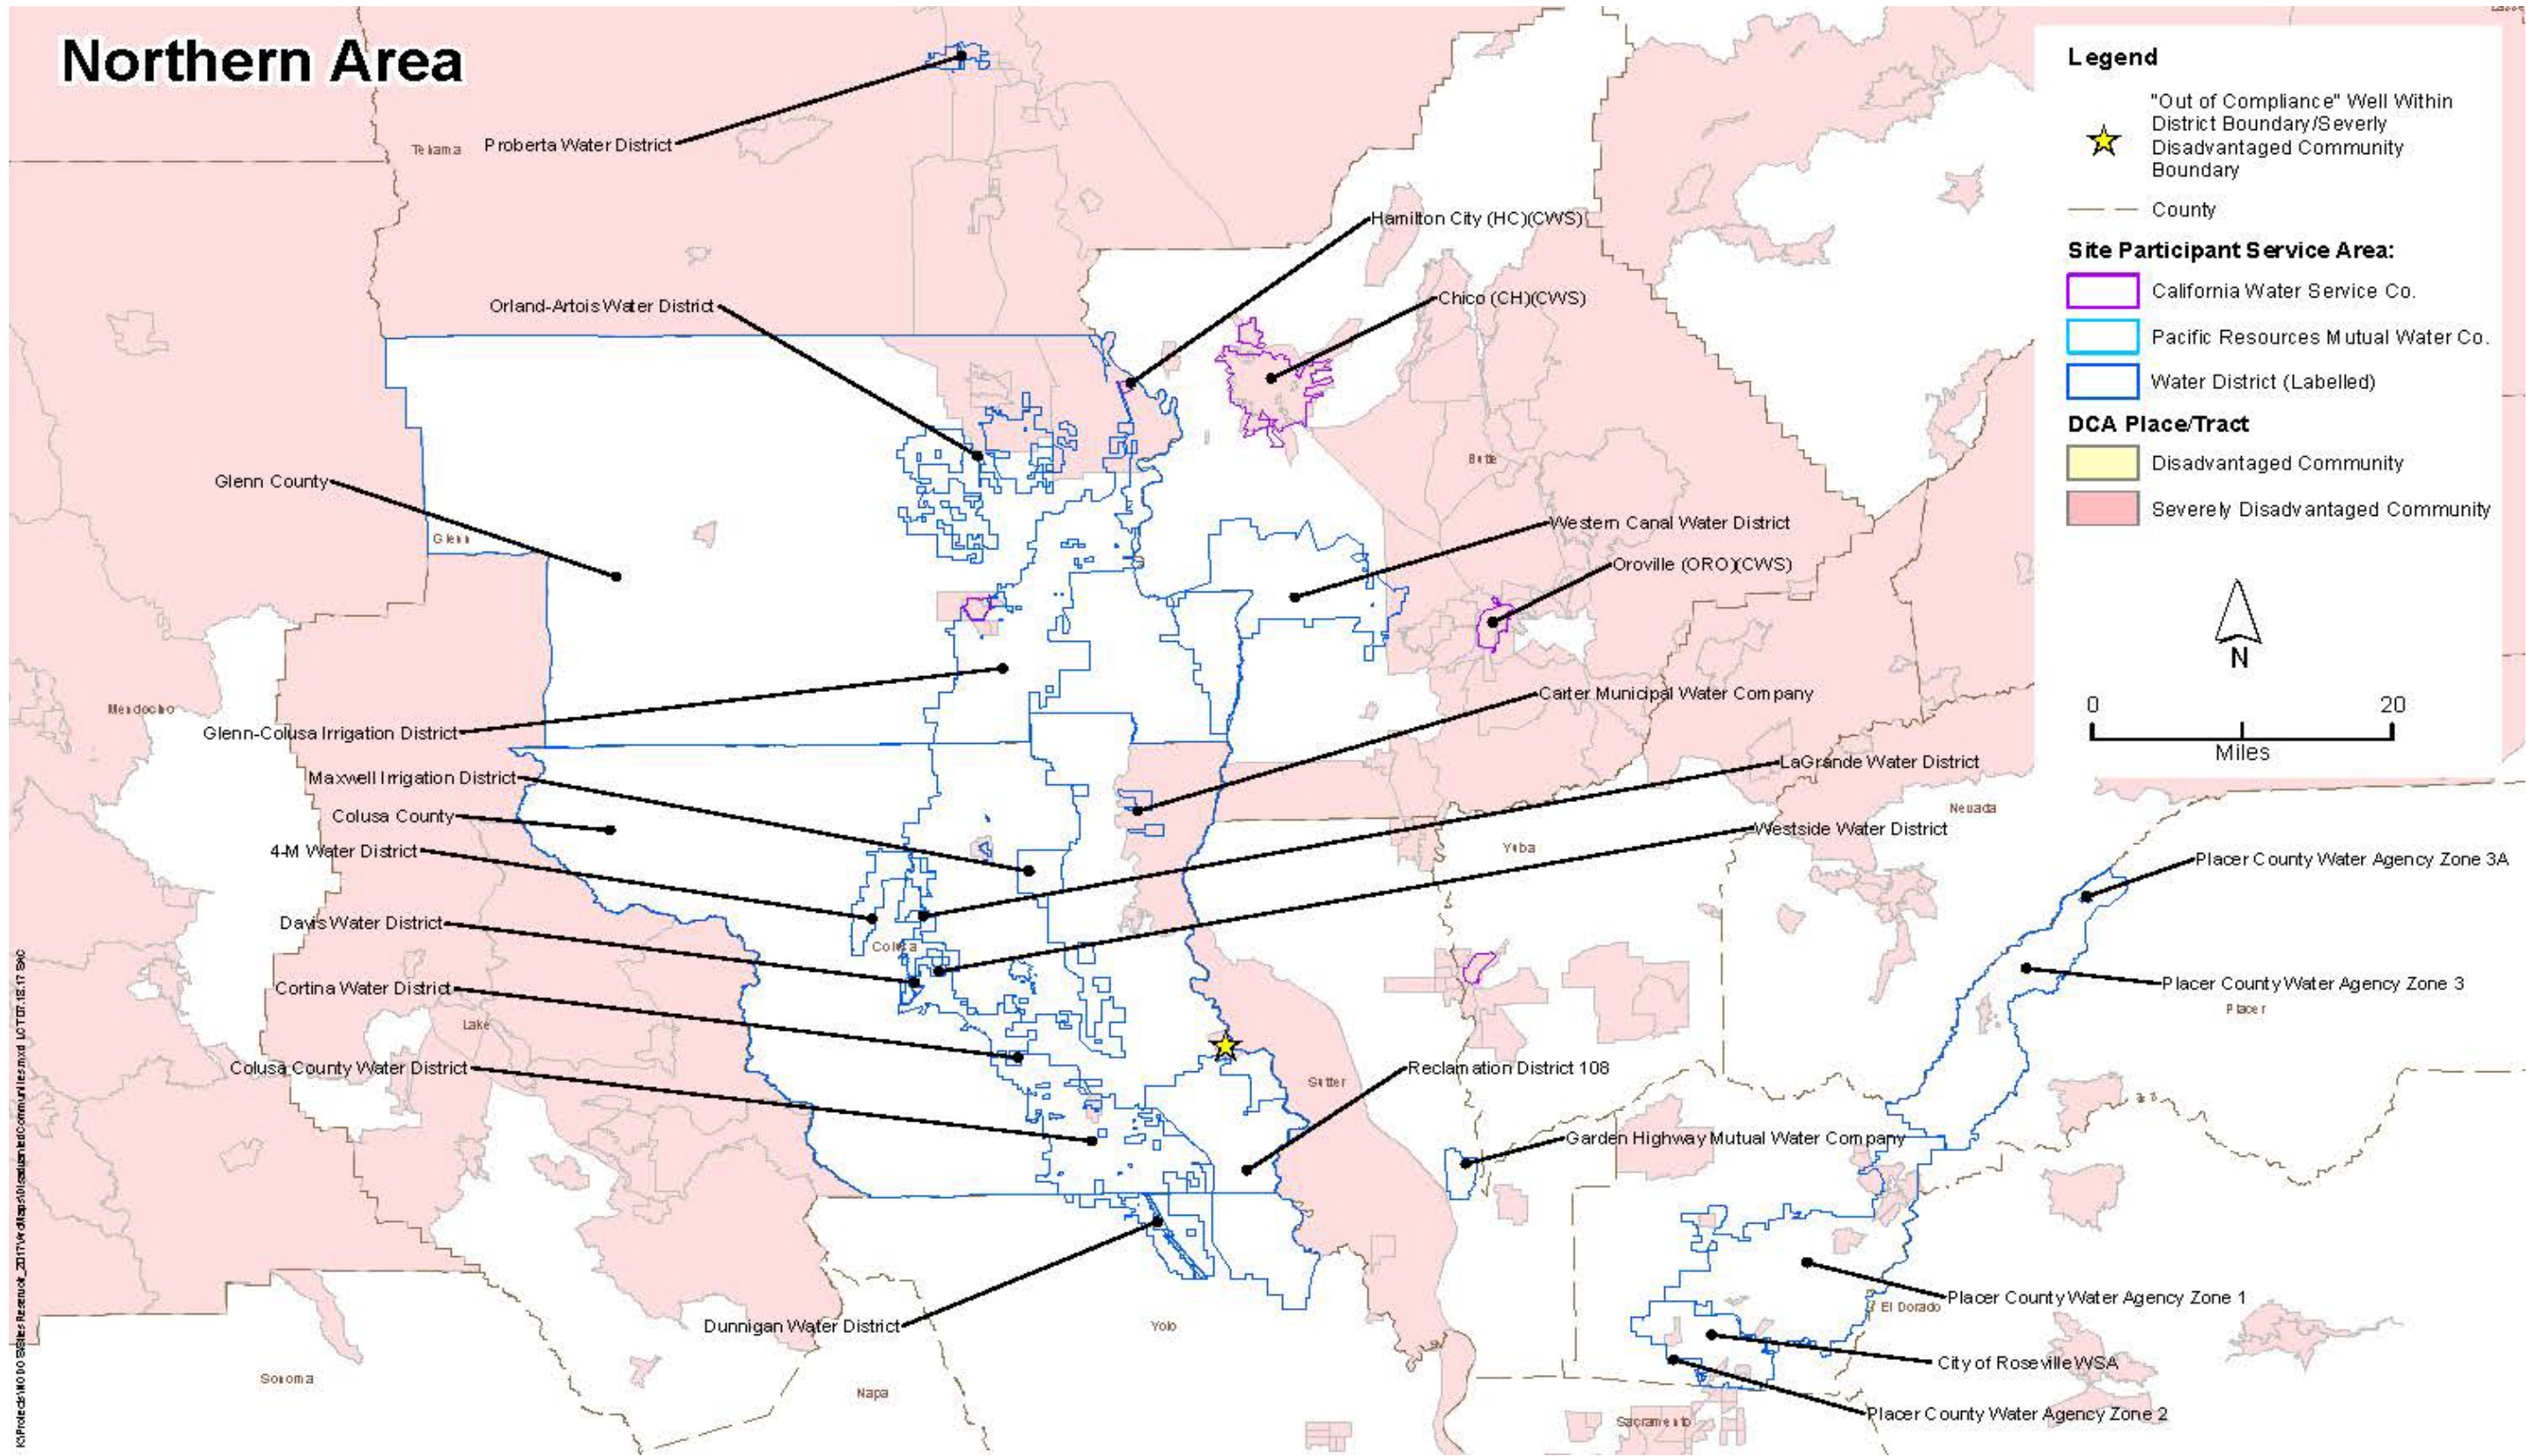 Northern Area
Proberta Water District
Tehama
Hamilton City (HC)(CWS)
Chico (CH)(CWS)
Orland-Artois Water District
Butte
Glenn County
Glenn
Western Canal Water District
Oroville (ORO)(CWS)
Mendocino
Glenn-Colusa Irrigation District
Carter Municipal Water Company
Maxwell Irrigation District
LaGrande Water District
Colusa County
Nevada
Westside Water District
Yuba
4-M Water District
Placer County Water Agency Zone 3A
Davis Water District
Colusa
Placer County Water Agency Zone 3
Cortina Water District
Placer
Lake
Colusa County Water District
Reclamation District 108
Sutter
Garden Highway Mutual Water Company
Placer County Water Agency Zone 1
El Dorado
Dunnigan Water District
Yolo
City of Roseville WSA
Sonoma
Napa
Placer County Water Agency Zone 2
Sacramento
Legend
"Out of Compliance" Well Within
District Boundary/Severly
Disadvantaged Community
Boundary
County
Site Participant Service Area:
California Water Service Co.
Pacific Resources Mutual Water Co.
Water District (Labelled)
DCA Place/Tract
Disadvantaged Community
Severely Disadvantaged Community
N
0 20
Miles